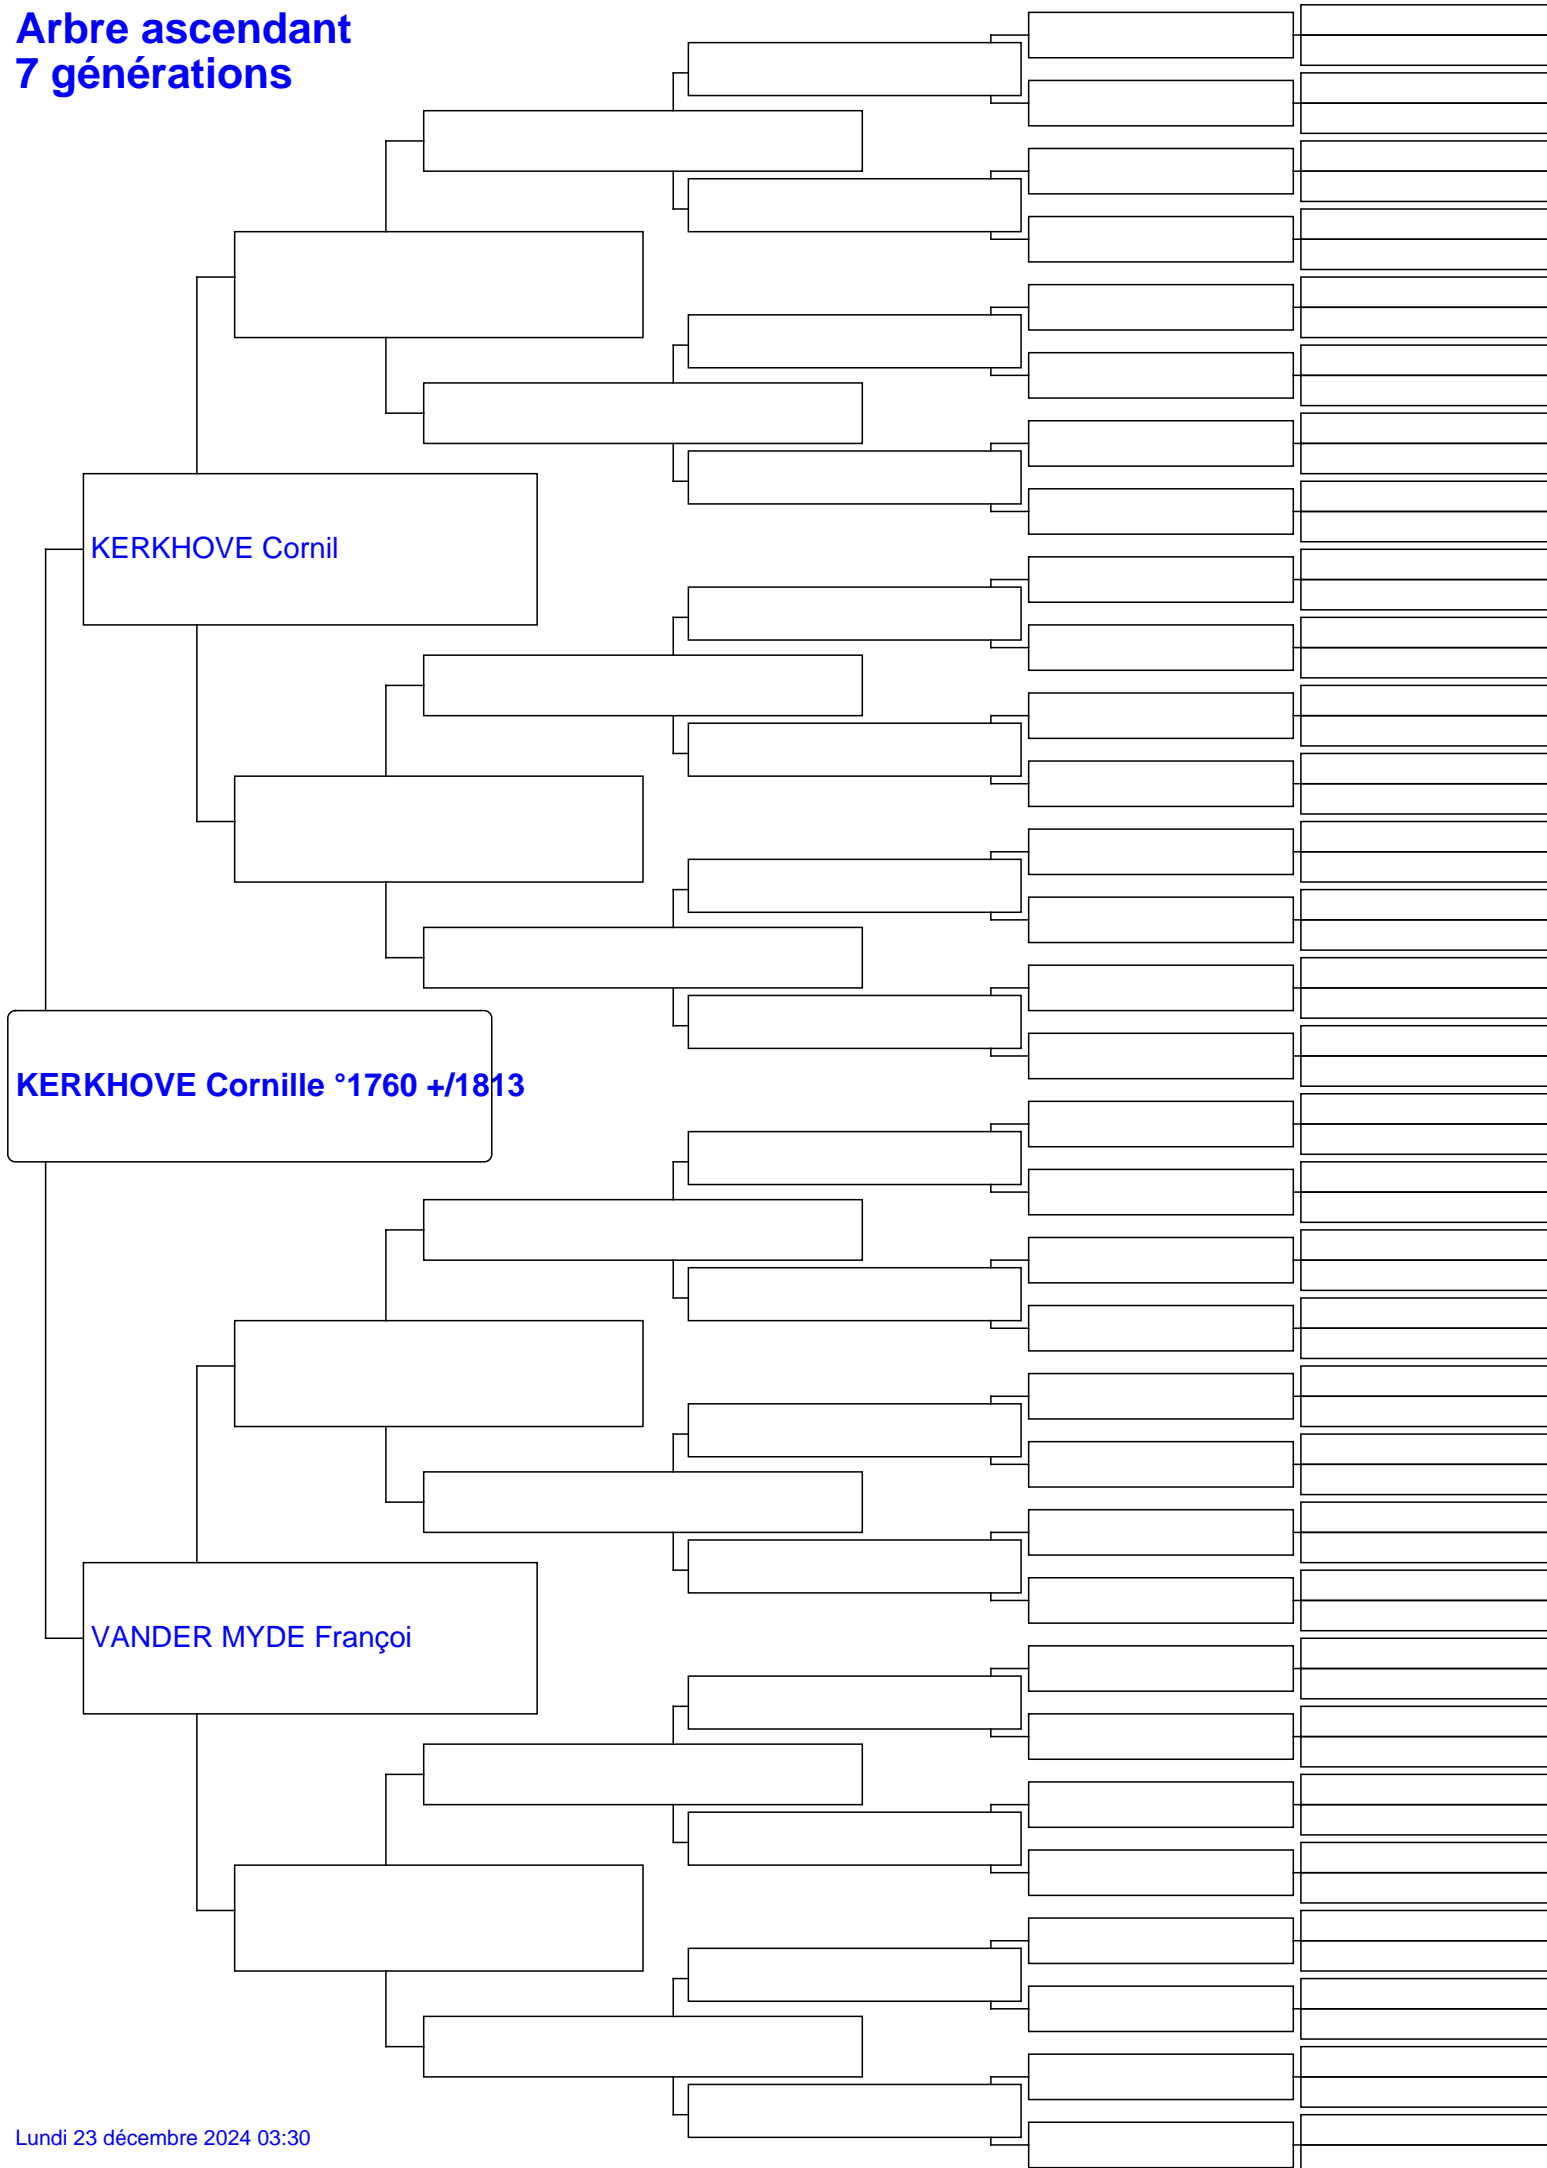 Arbre ascendant
7 générations
KERKHOVE Cornil
KERKHOVE Cornille °1760 +/1813
VANDER MYDE Françoi
Lundi 23 décembre 2024 03:30